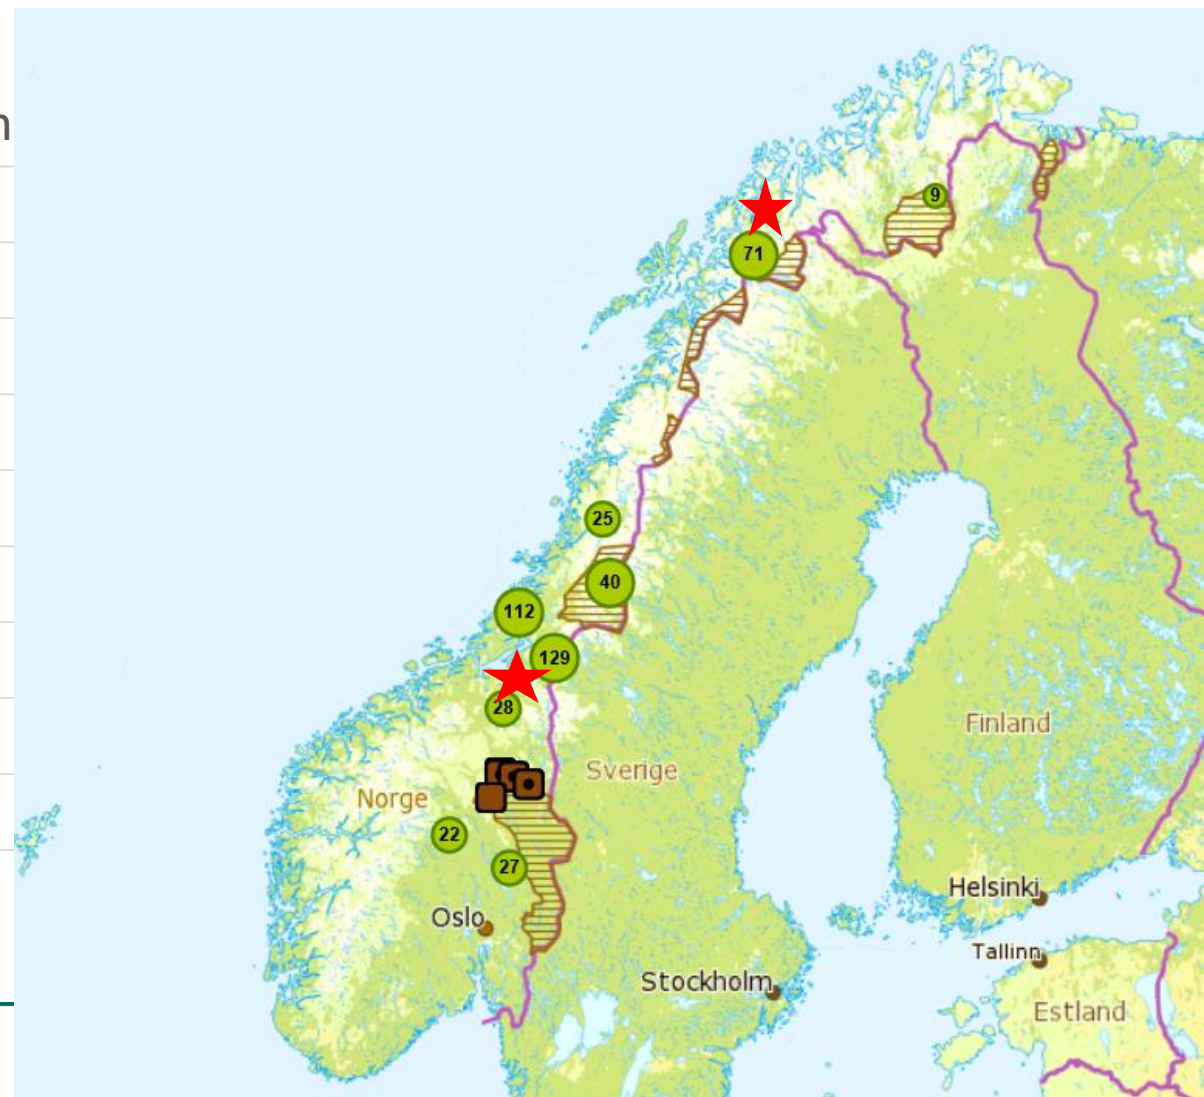 n
9
71
25
40
112
129
28
Finland
Sverige
Norge
22
27
Helsinki
Oslo
Tallinn
Stockholm
Estland